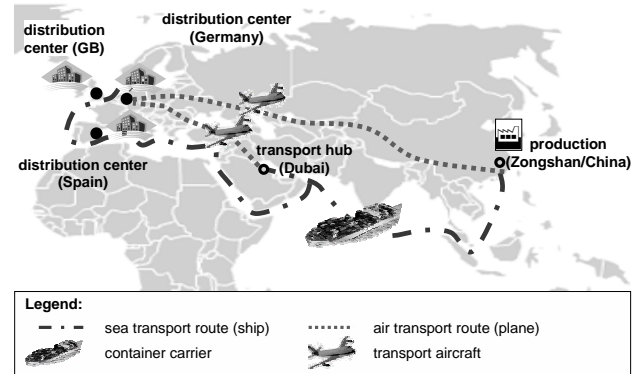 distribution center
(Germany)
distribution
center (GB)
transport hub
(Dubai)
production
(Zongshan/China)
distribution center
(Spain)
Legend:
sea transport route (ship)
air transport route (plane)
container carrier
transport aircraft